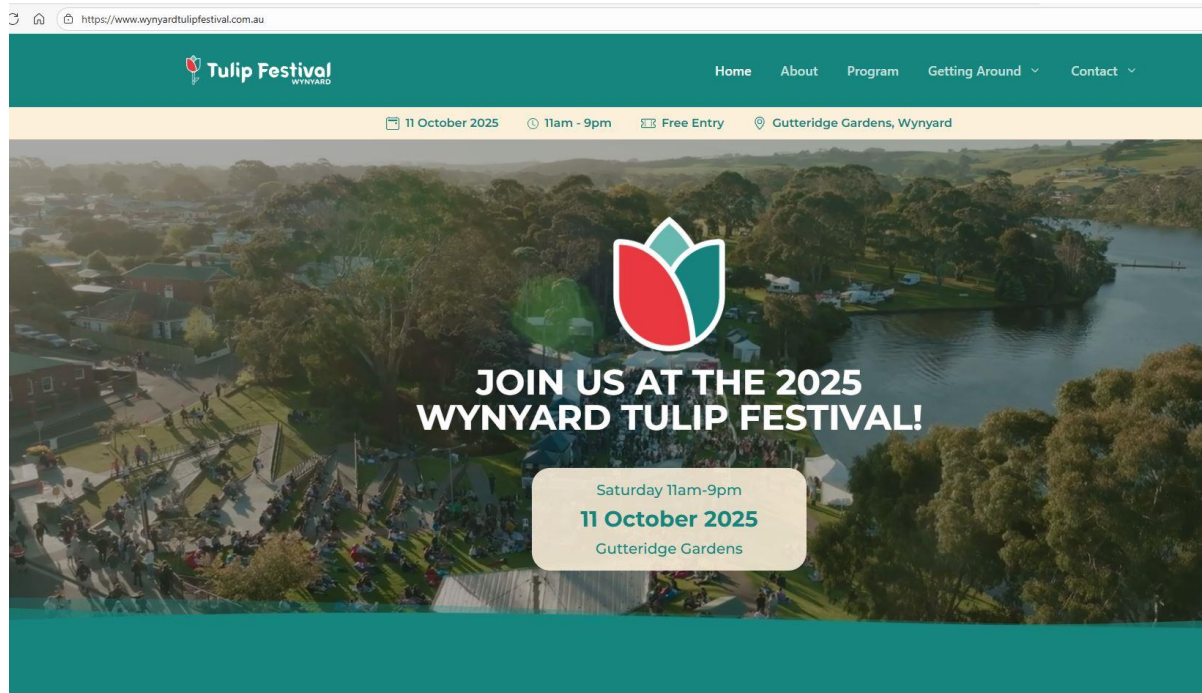 https://www.wynyardtulipfestival.com.au
Tulip Festival
WYNYARD
Home About Program Getting Around Contact
11 October 2025 11am - 9pm Free Entry Gutteridge Gardens, Wynyard
JOIN US AT THE 2025
WYNYARD TULIP FESTIVAL!
Saturday 11am-9pm
11 October 2025
Gutteridge Gardens